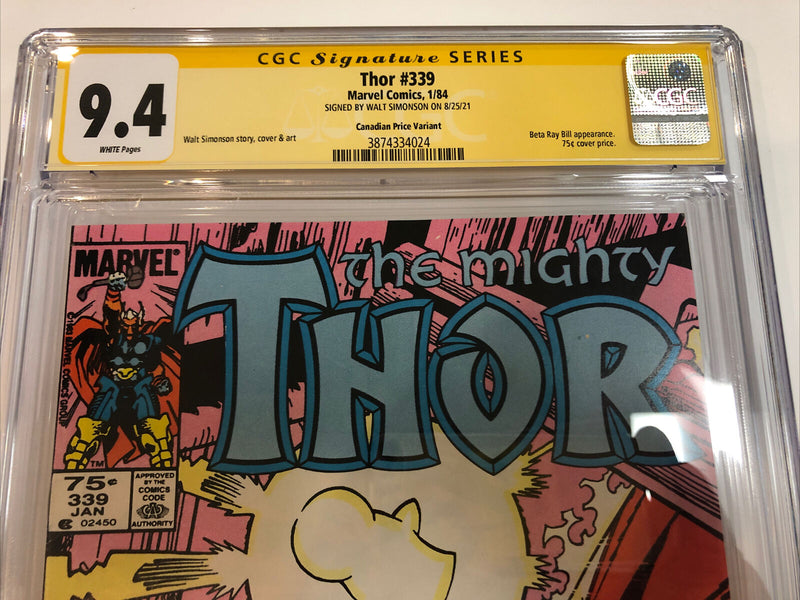 CGC Signature SERIES
9.4
WHITE Pages
Thor #339
Marvel Comics, 1/84
SIGNED BY WALT SIMONSON ON 8/25/21
Walt Simonson story, cover & art
Canadian Price Variant
3874334024
Beta Ray Bill appearance.
75¢ cover price.
CGC
MARVEL®
the mighty
THOR
TM
75¢
339
JAN
02450
APPROVED
BY THE
COMICS
CODE
AUTHORITY